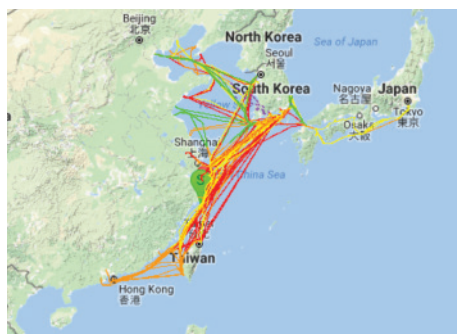 Beijing
北京
North Korea
Seoul
서울
Sea of Japan
South Korea
Nagoya
名古屋
Japan
Tokyo
東京
Osaka
大阪
Shangha
上海
China Sea
S
Taiwan
Hong Kong
香港